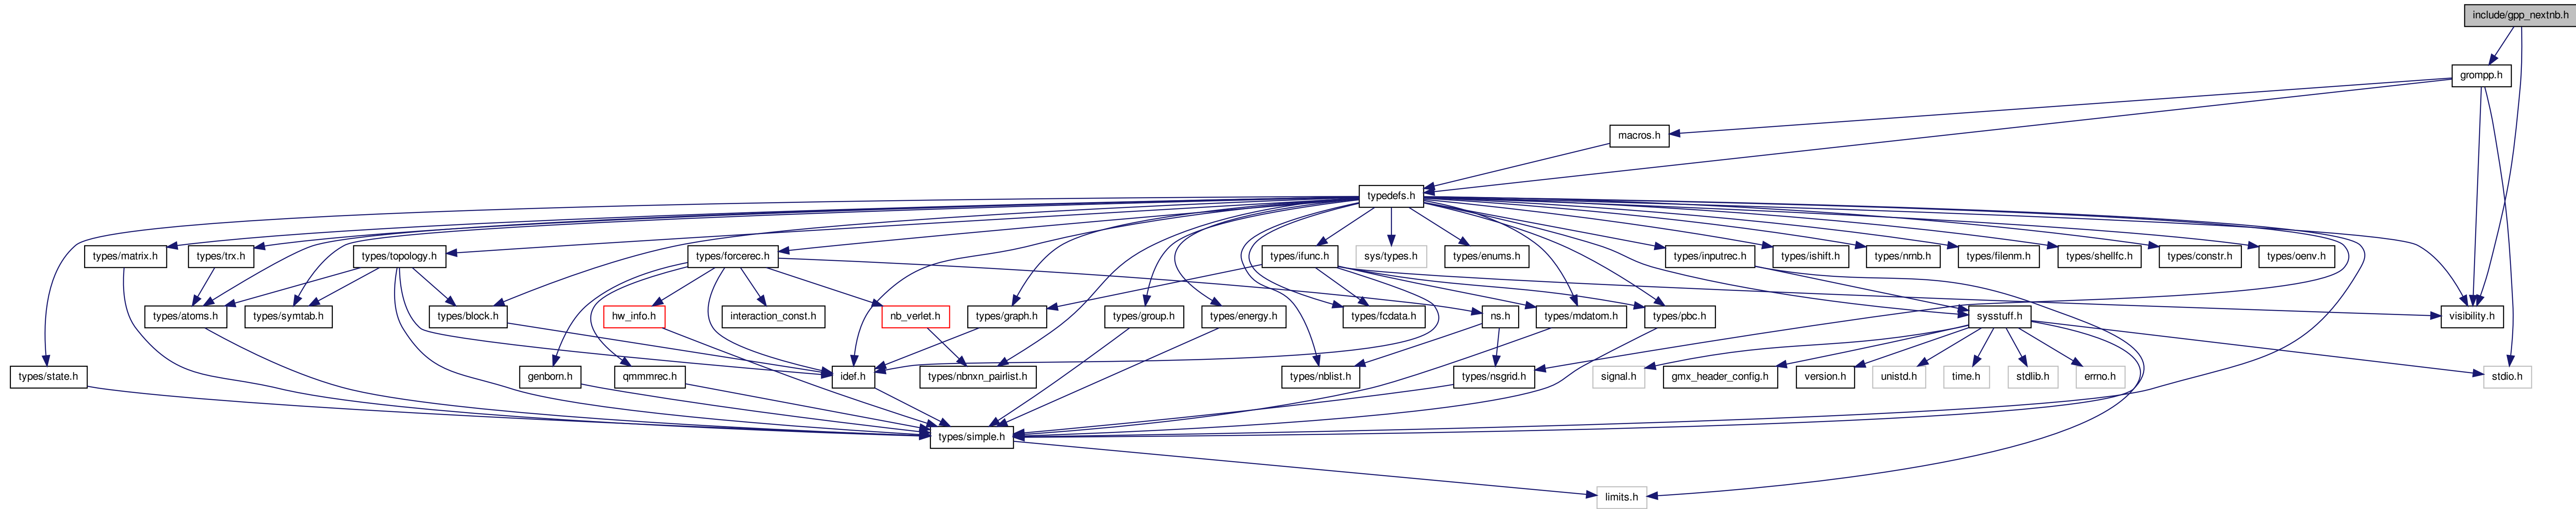 include/gpp_nextnb.h
grompp.h
macros.h
typedefs.h
types/matrix.h
types/trx.h
types/topology.h
types/forcerec.h
types/ifunc.h
sys/types.h
types/enums.h
types/inputrec.h
types/ishift.h
types/nrnb.h
types/filenm.h
types/shellfc.h
types/constr.h
types/oenv.h
types/atoms.h
types/symtab.h
types/block.h
hw_info.h
interaction_const.h
nb_verlet.h
types/graph.h
types/group.h
types/energy.h
types/fcdata.h
ns.h
types/mdatom.h
types/pbc.h
sysstuff.h
visibility.h
types/state.h
genborn.h
qmmmrec.h
idef.h
types/nbnxn_pairlist.h
types/nblist.h
types/nsgrid.h
signal.h
gmx_header_config.h
version.h
unistd.h
time.h
stdlib.h
errno.h
stdio.h
types/simple.h
limits.h